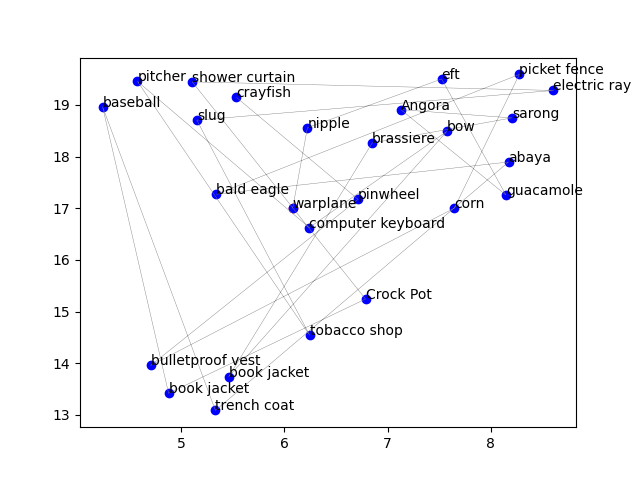 pitcher
shower curtain
eft
picket fence
electric ray
baseball
crayfish
Angora
sarong
slug
nipple
brassiere
bow
abaya
bald eagle
warplane
pinwheel
corn
guacamole
computer keyboard
Crock Pot
tobacco shop
bulletproof vest
book jacket
book jacket
trench coat
19
18
17
16
15
14
13
5
6
7
8